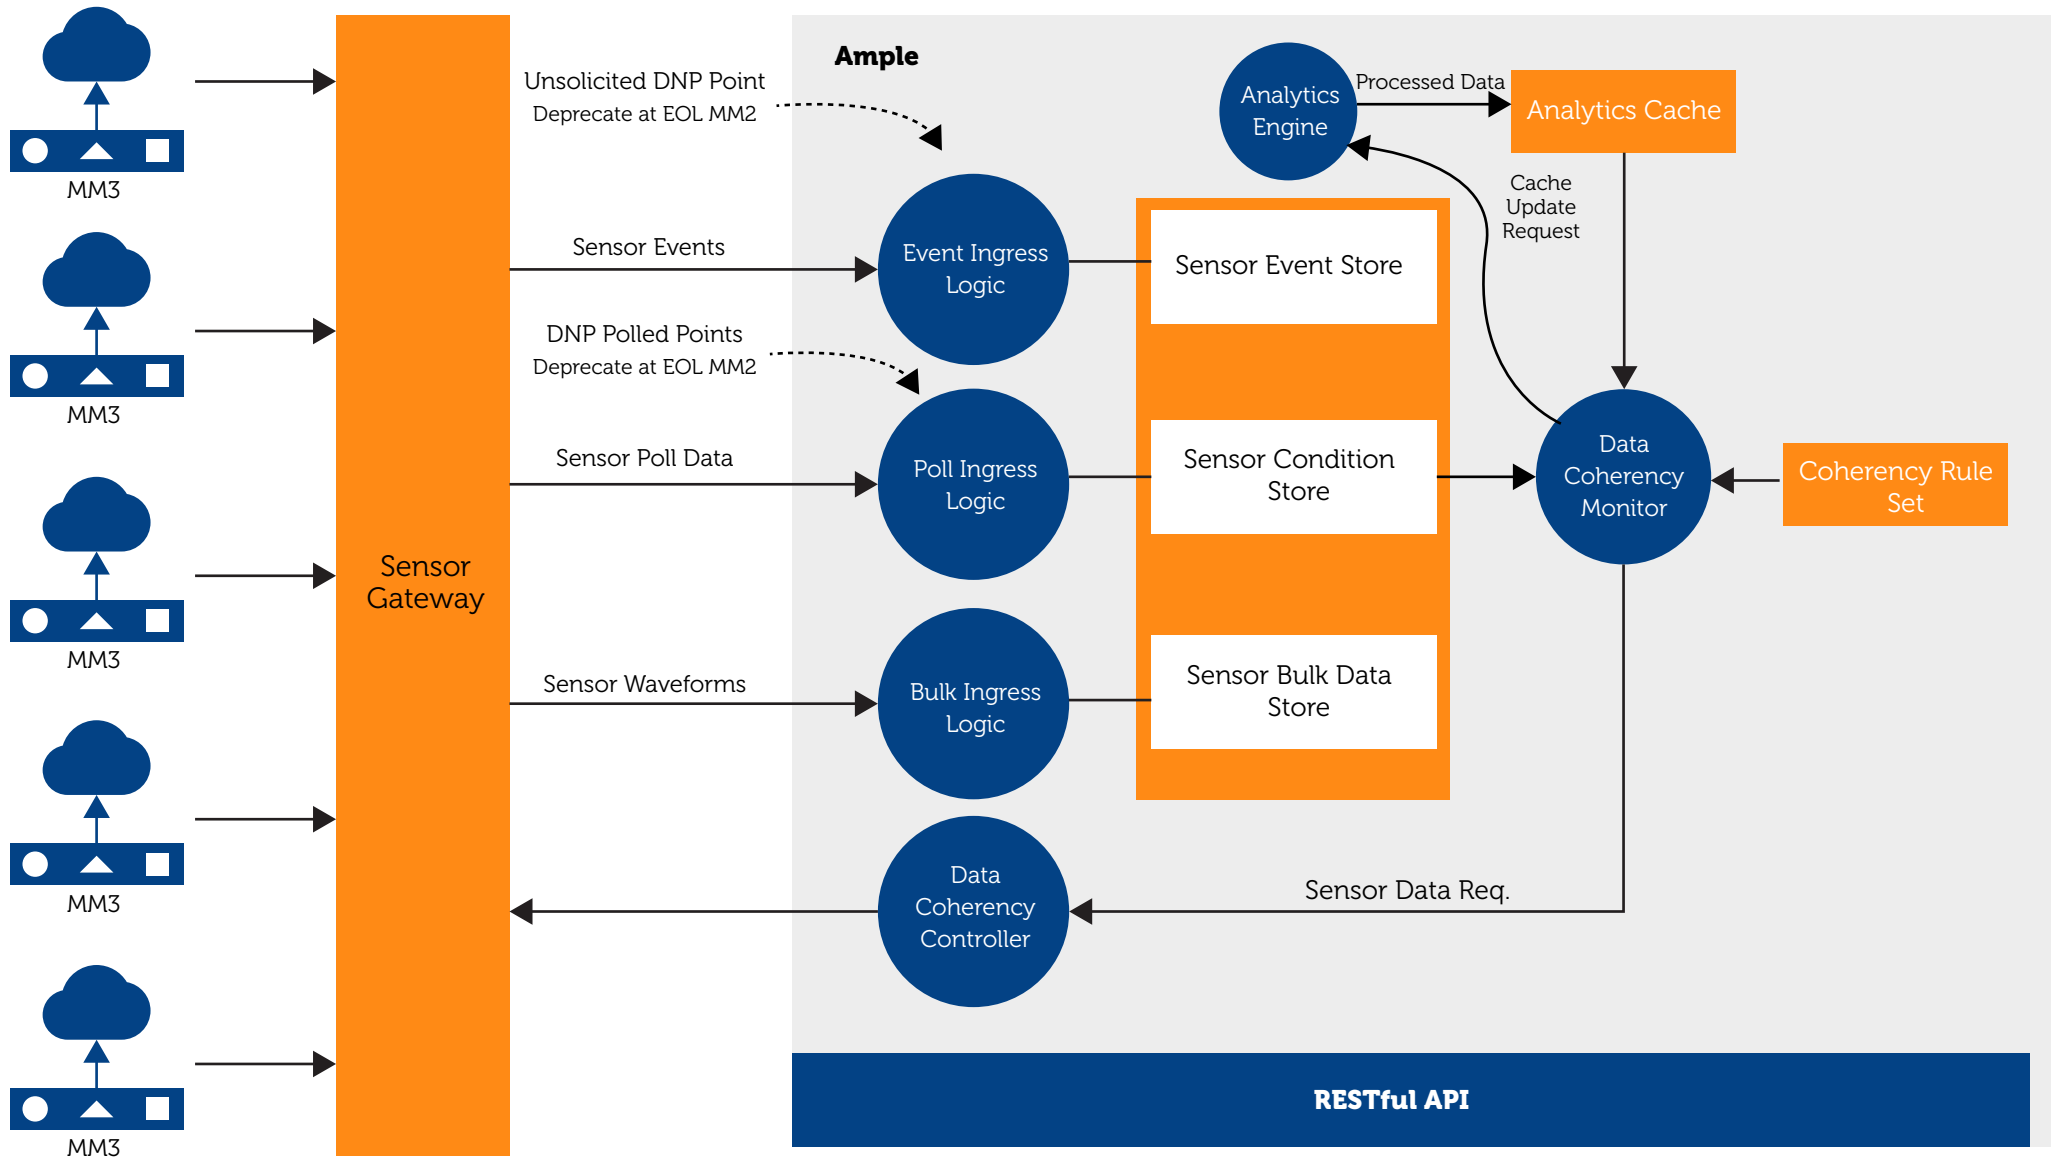 MM3
MM3
MM3
MM3
MM3
Sensor
Gateway
Unsolicited DNP Point
Deprecate at EOL MM2
Sensor Events
DNP Polled Points
Deprecate at EOL MM2
Sensor Poll Data
Sensor Waveforms
Ample
Event Ingress
Logic
Poll Ingress
Logic
Bulk Ingress
Logic
Data
Coherency
Controller
Sensor Event Store
Sensor Condition
Store
Sensor Bulk Data
Store
Analytics
Engine
Processed Data
Analytics Cache
Cache
Update
Request
Data
Coherency
Monitor
Coherency Rule
Set
Sensor Data Req.
RESTful API